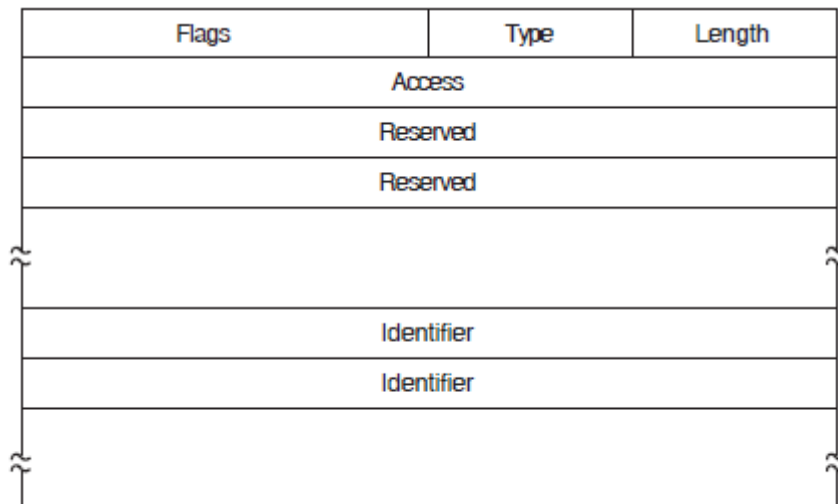 Flags Type Length
Access
Reserved
Reserved
Identifier
Identifier